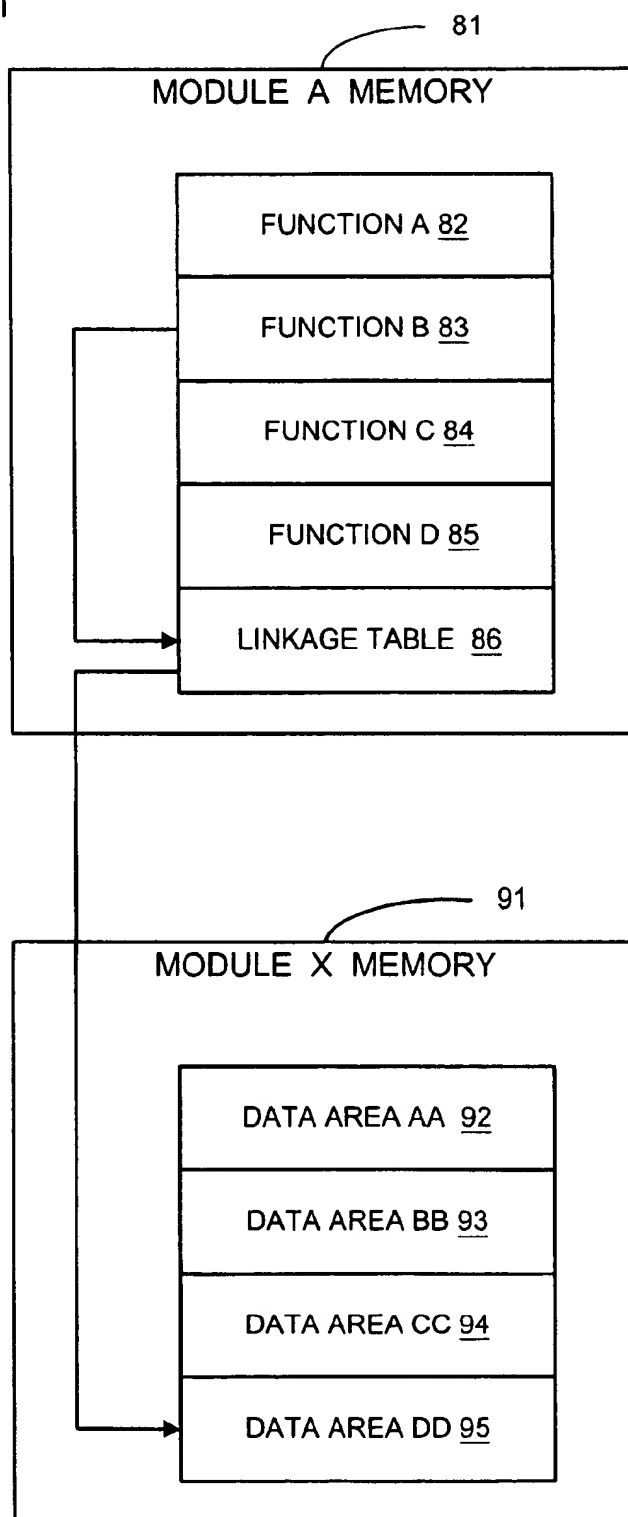 81
MODULE A MEMORY
FUNCTION A 82
FUNCTION B 83
FUNCTION C 84
FUNCTION D 85
LINKAGE TABLE 86
91
MODULE X MEMORY
DATA AREA AA 92
DATA AREA BB 93
DATA AREA CC 94
DATA AREA DD 95